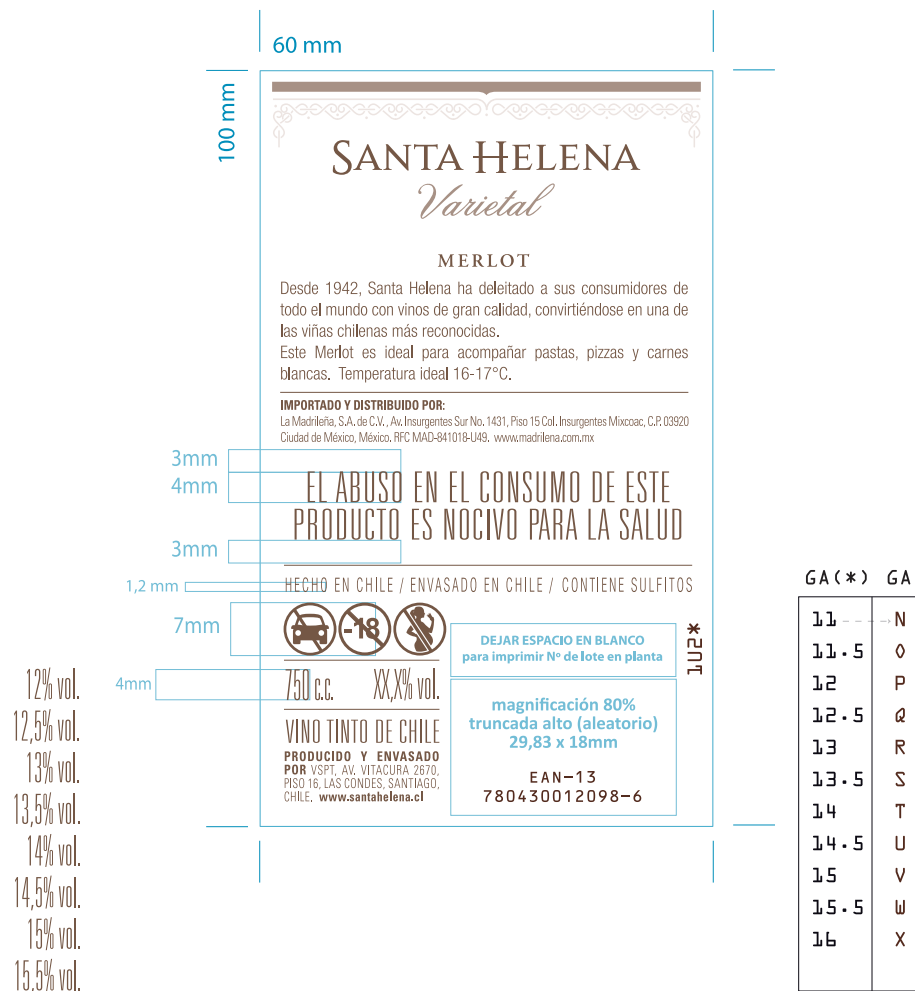 60 mm
100 mm
SANTA HELENA
Varietal
MERLOT
Desde 1942, Santa Helena ha deleitado a sus consumidores de
todo el mundo con vinos de gran calidad, convirtiéndose en una de
las viñas chilenas más reconocidas.
Este Merlot es ideal para acompañar pastas, pizzas y carnes
blancas. Temperatura ideal 16-17°C.
IMPORTADO Y DISTRIBUIDO POR:
La Madrileña, S.A. de C.V., Av. Insurgentes Sur No. 1431, Piso 15 Col. Insurgentes Mixcoac, C.P. 03920
Ciudad de México, México. RFC MAD-841018-U49. www.madrilena.com.mx
3mm
4mm
EL ABUSO EN EL CONSUMO DE ESTE
PRODUCTO ES NOCIVO PARA LA SALUD
3mm
1,2 mm
HECHO EN CHILE / ENVASADO EN CHILE / CONTIENE SULFITOS
7mm
-18
DEJAR ESPACIO EN BLANCO
para imprimir Nº de lote en planta
1U2*
4mm
750 c.c. XX,X% vol.
VINO TINTO DE CHILE
PRODUCIDO Y ENVASADO
POR VSPT, AV. VITACURA 2670,
PISO 16, LAS CONDES, SANTIAGO,
CHILE. www.santahelena.cl
magnificación 80%
truncada alto (aleatorio)
29,83 x 18mm
EAN-13
780430012098-6
12% vol.
12,5% vol.
13% vol.
13,5% vol.
14% vol.
14,5% vol.
15% vol.
15,5% vol.
GA(*) GA
11 N
11.5 O
12 P
12.5 Q
13 R
13.5 S
14 T
14.5 U
15 V
15.5 W
16 X